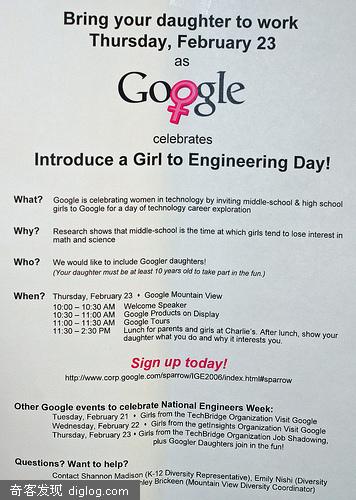 Bring your daughter to work
Thursday, February 23
as
Google
celebrates
Introduce a Girl to Engineering Day!
What? Google is celebrating women in technology by inviting middle-school & high school
girls to Google for a day of technology career exploration
Why? Research shows that middle-school is the time at which girls tend to lose interest in
math and science
Who? We would like to include Googler daughters!
(Your daughter must be at least 10 years old to take part in the fun.)
When? Thursday, February 23 • Google Mountain View
10:00 – 10:30 AM Welcome Speaker
10:30 – 11:00 AM Google Products on Display
11:00 – 11:30 AM Google Tours
11:30 – 2:30 PM Lunch for parents and girls at Charlie's. After lunch, show your
daughter what you do and why it interests you.
Sign up today!
http://www.corp.google.com/sparrow/IGE2006/index.html#sparrow
Other Google events to celebrate National Engineers Week:
Tuesday, February 21 • Girls from the TechBridge Organization Visit Google
Wednesday, February 22 • Girls from the getInsights Organization Visit Google
Thursday, February 23 • Girls from the TechBridge Organization Job Shadowing,
plus Googler Daughters join in the fun!
Questions? Want to help?
Contact Shannon Madison (K-12 Diversity Representative), Emily Nishi (Diversity
ley Brickeen (Mountain View Diversity Coordinator)
奇客发现 diglog.com